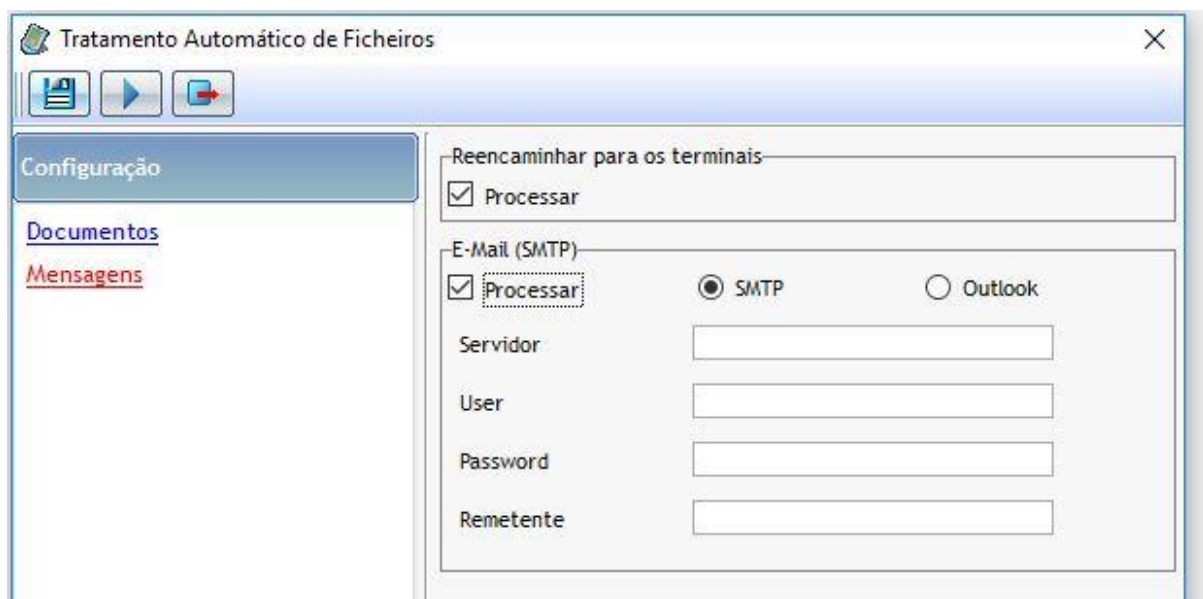 Tratamento Automático de Ficheiros
Configuração
Documentos
Mensagens
Reencaminhar para os terminais
Processar
E-Mail (SMTP)
Processar SMTP Outlook
Servidor
User
Password
Remetente